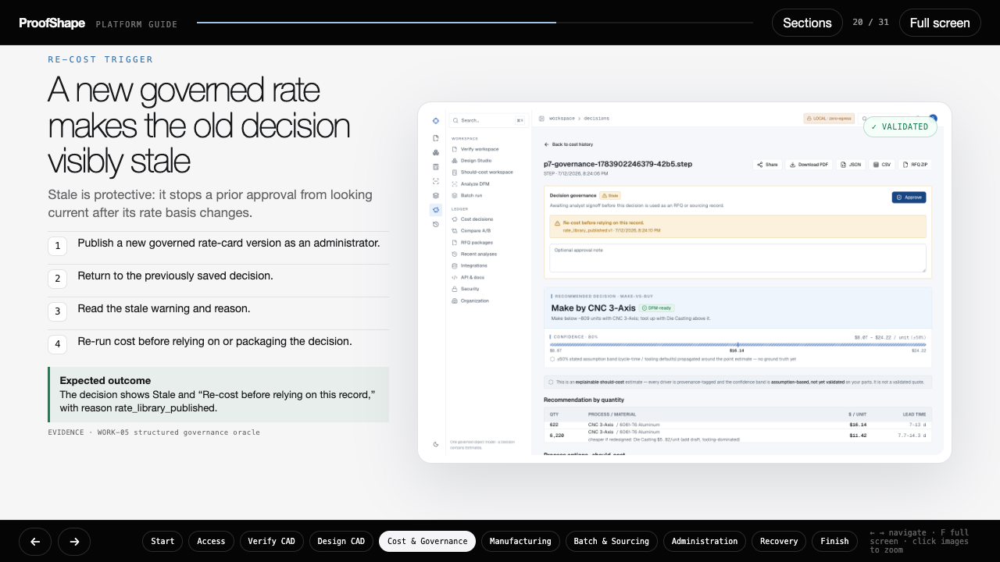 ProofShape PLATFORM GUIDE
Sections
20 / 31
Full screen
RE-COST TRIGGER
A new governed rate
makes the old decision
visibly stale
Stale is protective: it stops a prior approval from looking
current after its rate basis changes.
1 Publish a new governed rate-card version as an administrator.
2 Return to the previously saved decision.
3 Read the stale warning and reason.
4 Re-run cost before relying on or packaging the decision.
Expected outcome
The decision shows Stale and “Re-cost before relying on this record,”
with reason rate_library_published.
EVIDENCE · WORK-05 structured governance oracle
Search...
WORKSPACE
Verify workspace
Design Studio
Should-cost workspace
Analyze DFM
Batch run
LEDGER
Cost decisions
Compare A/B
RFQ packages
Recent analyses
Integrations
API & docs
Security
Organization
workspace > decisions
LOCAL · zero-egress
✓ VALIDATED
Back to cost history
p7-governance-1783902246379-42b5.step
STEP · 7/12/2026, 8:24:06 PM
Share
Download PDF
JSON
CSV
RFQ ZIP
Decision governance Stale
Awaiting analyst signoff before this decision is used as an RFQ or sourcing record.
Approve
Re-cost before relying on this record.
rate_library_published v1 · 7/12/2026, 8:24:10 PM
Optional approval note
RECOMMENDED DECISION · MAKE-VS-BUY
Make by CNC 3-Axis DFM-ready
Make below ~809 units with CNC 3-Axis; tool up with Die Casting above it.
CONFIDENCE · 80% $8.07 – $24.22 / unit (±50%)
$8.07 $16.14 $24.22
±50% stated assumption band (cycle-time / tooling defaults) propagated around the point estimate — no ground truth yet
This is an explainable should-cost estimate — every driver is provenance-tagged and the confidence band is assumption-based, not yet validated on your parts. It is not a validated quote.
Recommendation by quantity
QTY PROCESS / MATERIAL $ / UNIT LEAD TIME
622 CNC 3-Axis / 6061-T6 Aluminum $16.14 7-13 d
6,220 CNC 3-Axis / 6061-T6 Aluminum $11.42 7.7-14.3 d
cheaper if redesigned: Die Casting $5.82/unit (add draft, tooling-dominated)
Start
Access
Verify CAD
Design CAD
Cost & Governance
Manufacturing
Batch & Sourcing
Administration
Recovery
Finish
← → navigate · F full
screen · click images
to zoom